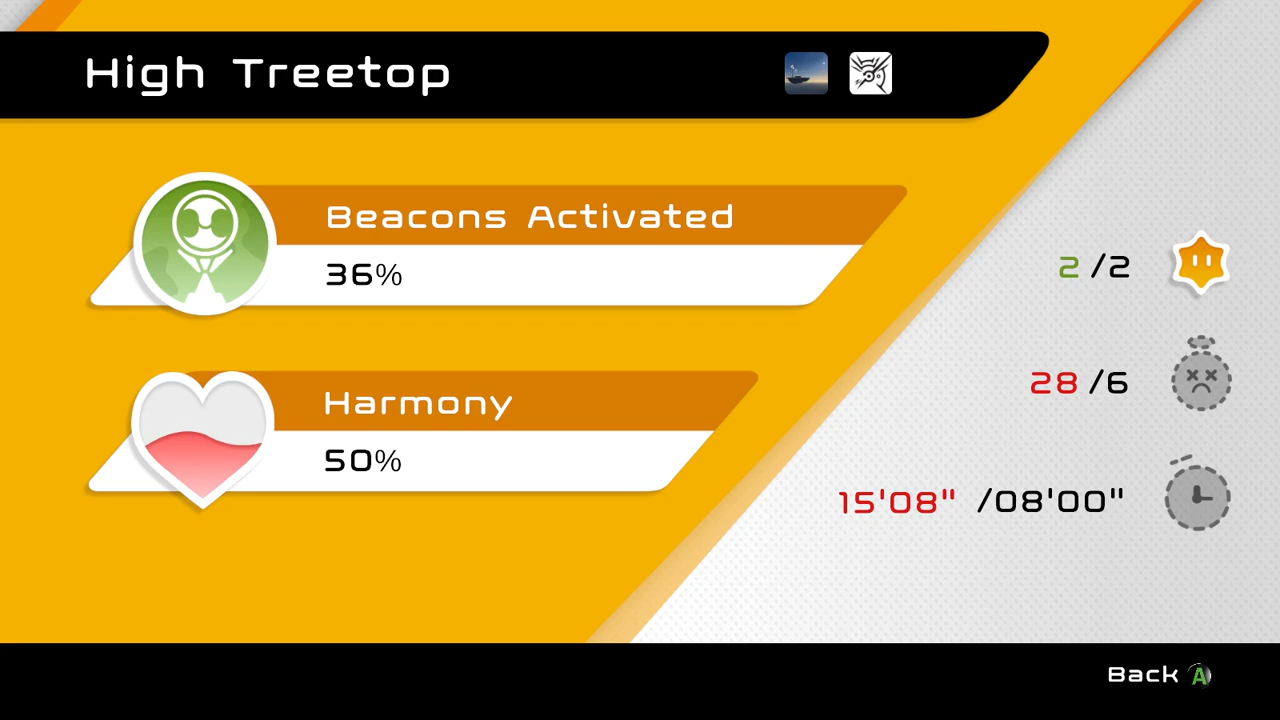 High Treetop
Beacons Activated
36%
Harmony
50%
2 /2
28 /6
15'08" /08'00"
Back A